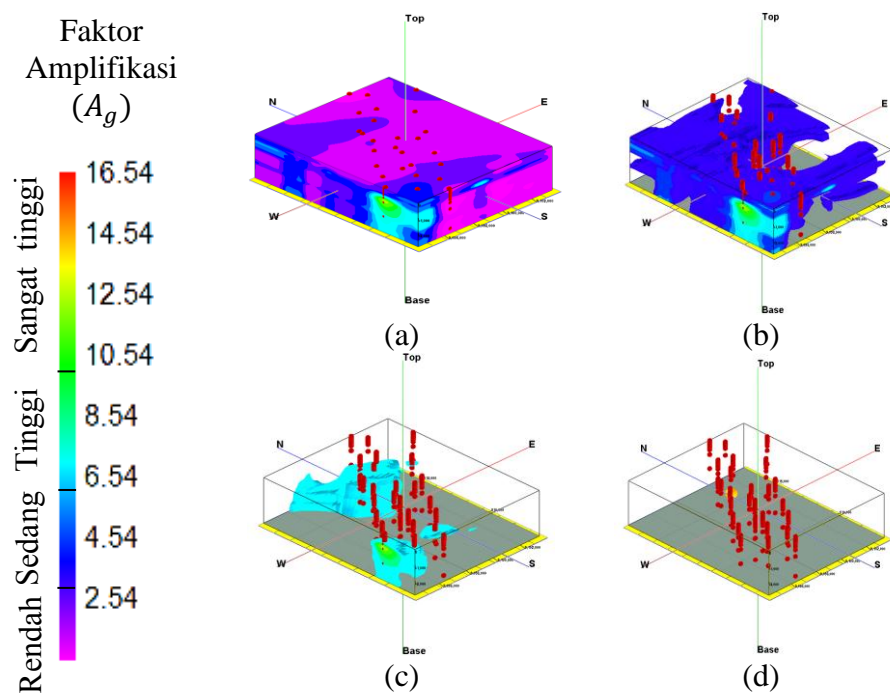 Faktor
Amplifikasi
(A_g)
16.54
14.54
12.54
10.54
8.54
6.54
4.54
2.54
Sangat tinggi
Tinggi
Sedang
Rendah
Top
N
E
W
S
Base
(a)
Top
N
E
W
S
Base
(b)
Top
N
E
W
S
Base
(c)
Top
N
E
W
S
Base
(d)